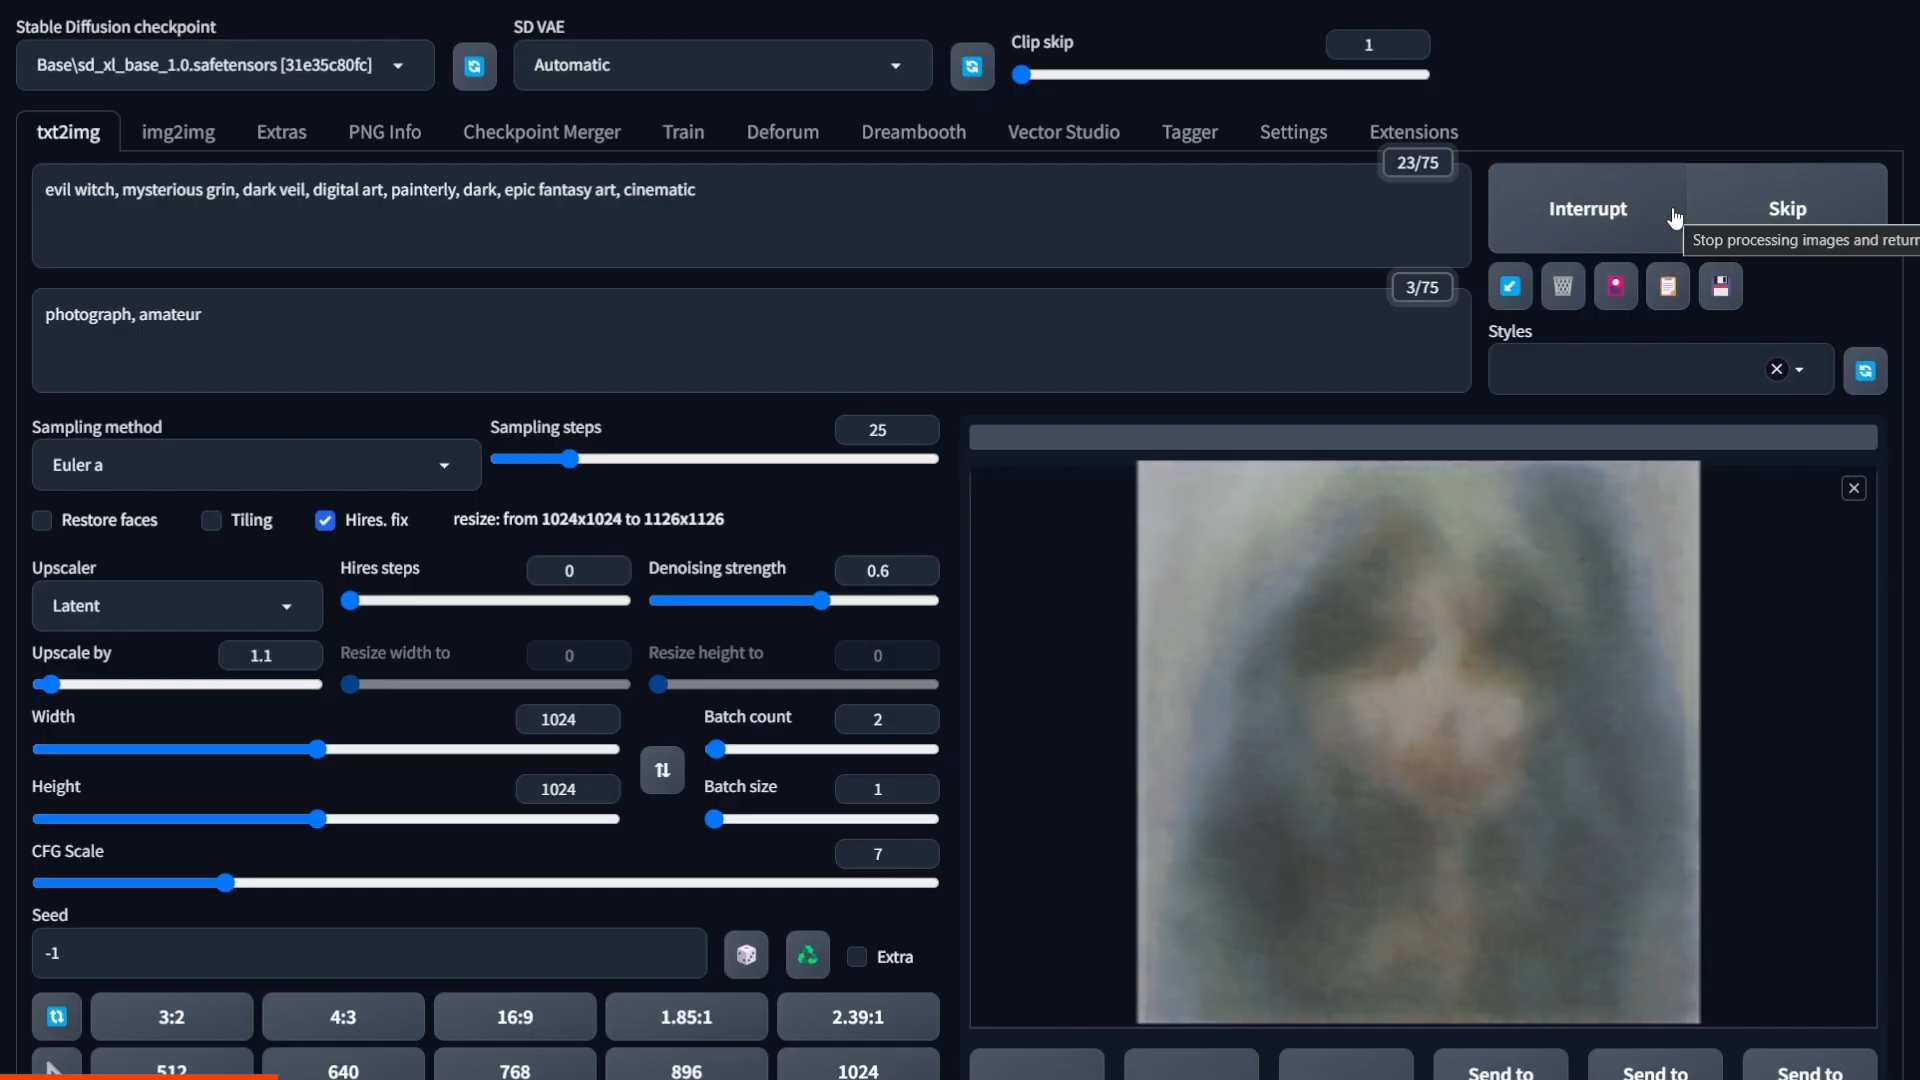 Stable Diffusion checkpoint
SD VAE
Clip skip
1
Base\sd_xl_base_1.0.safetensors [31e35c80fc]
Automatic
txt2img
img2img
Extras
PNG Info
Checkpoint Merger
Train
Deforum
Dreambooth
Vector Studio
Tagger
Settings
Extensions
23/75
evil witch, mysterious grin, dark veil, digital art, painterly, dark, epic fantasy art, cinematic
Interrupt
Skip
Stop processing images and return
3/75
photograph, amateur
Styles
Sampling method
Sampling steps
25
Euler a
Restore faces
Tiling
Hires. fix
resize: from 1024x1024 to 1126x1126
Upscaler
Hires steps
0
Denoising strength
0.6
Latent
Upscale by
1.1
Resize width to
0
Resize height to
0
Width
1024
Batch count
2
Height
1024
Batch size
1
CFG Scale
7
Seed
-1
Extra
3:2
4:3
16:9
1.85:1
2.39:1
512
640
768
896
1024
Send to
Send to
Send to